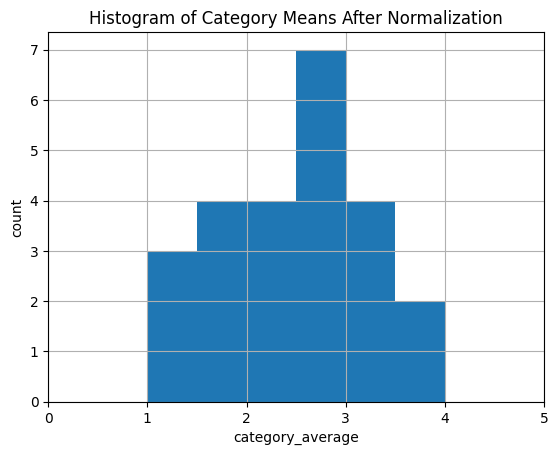 Histogram of Category Means After Normalization
7
6
5
4
3
2
1
0
count
0 1 2 3 4 5
category_average